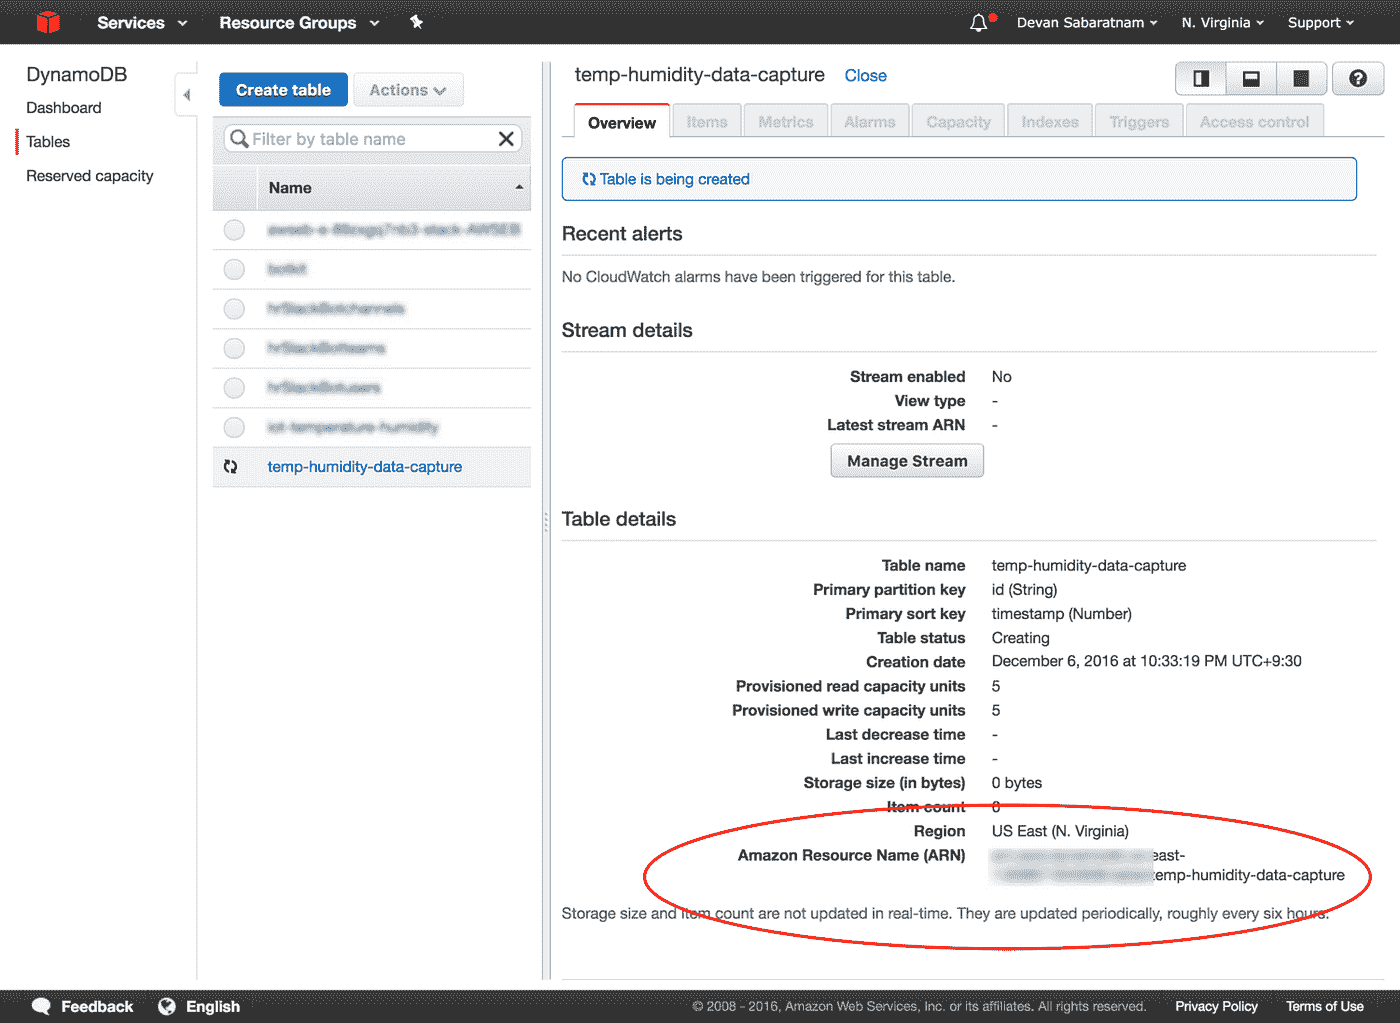 Services
Resource Groups
Devan Sabaratnam
N. Virginia
Support
DynamoDB
Dashboard
Tables
Reserved capacity
Create table
Actions
Filter by table name
Name
temp-humidity-data-capture
temp-humidity-data-capture Close
Overview Items Metrics Alarms Capacity Indexes Triggers Access control
Table is being created
Recent alerts
No CloudWatch alarms have been triggered for this table.
Stream details
Stream enabled No
View type -
Latest stream ARN -
Manage Stream
Table details
Table name temp-humidity-data-capture
Primary partition key id (String)
Primary sort key timestamp (Number)
Table status Creating
Creation date December 6, 2016 at 10:33:19 PM UTC+9:30
Provisioned read capacity units 5
Provisioned write capacity units 5
Last decrease time -
Last increase time -
Storage size (in bytes) 0 bytes
Item count 0
Region US East (N. Virginia)
Amazon Resource Name (ARN) east-
temp-humidity-data-capture
Storage size and item count are not updated in real-time. They are updated periodically, roughly every six hours.
Feedback
English
© 2008 - 2016, Amazon Web Services, Inc. or its affiliates. All rights reserved.
Privacy Policy
Terms of Use